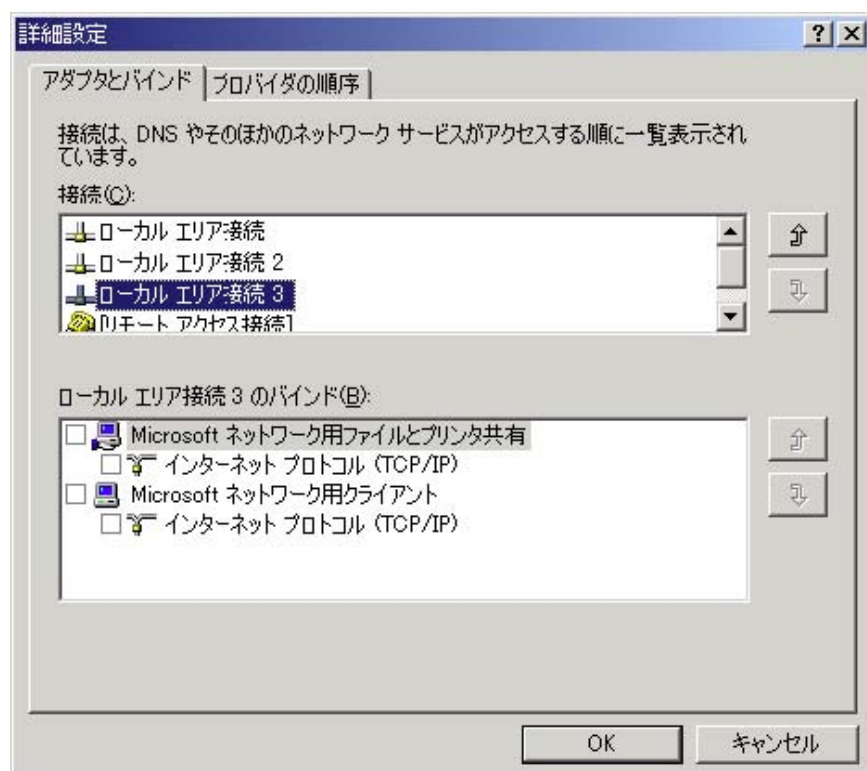 詳細設定
アダプタとバインド
プロバイダの順序
接続は、DNS やそのほかのネットワーク サービスがアクセスする順に一覧表示され
ています。
接続(C):
ローカル エリア接続
ローカル エリア接続 2
ローカル エリア接続 3
[リモート アクセス接続]
ローカル エリア接続 3 のバインド(B):
Microsoft ネットワーク用ファイルとプリンタ共有
インターネット プロトコル (TCP/IP)
Microsoft ネットワーク用クライアント
インターネット プロトコル (TCP/IP)
OK
キャンセル